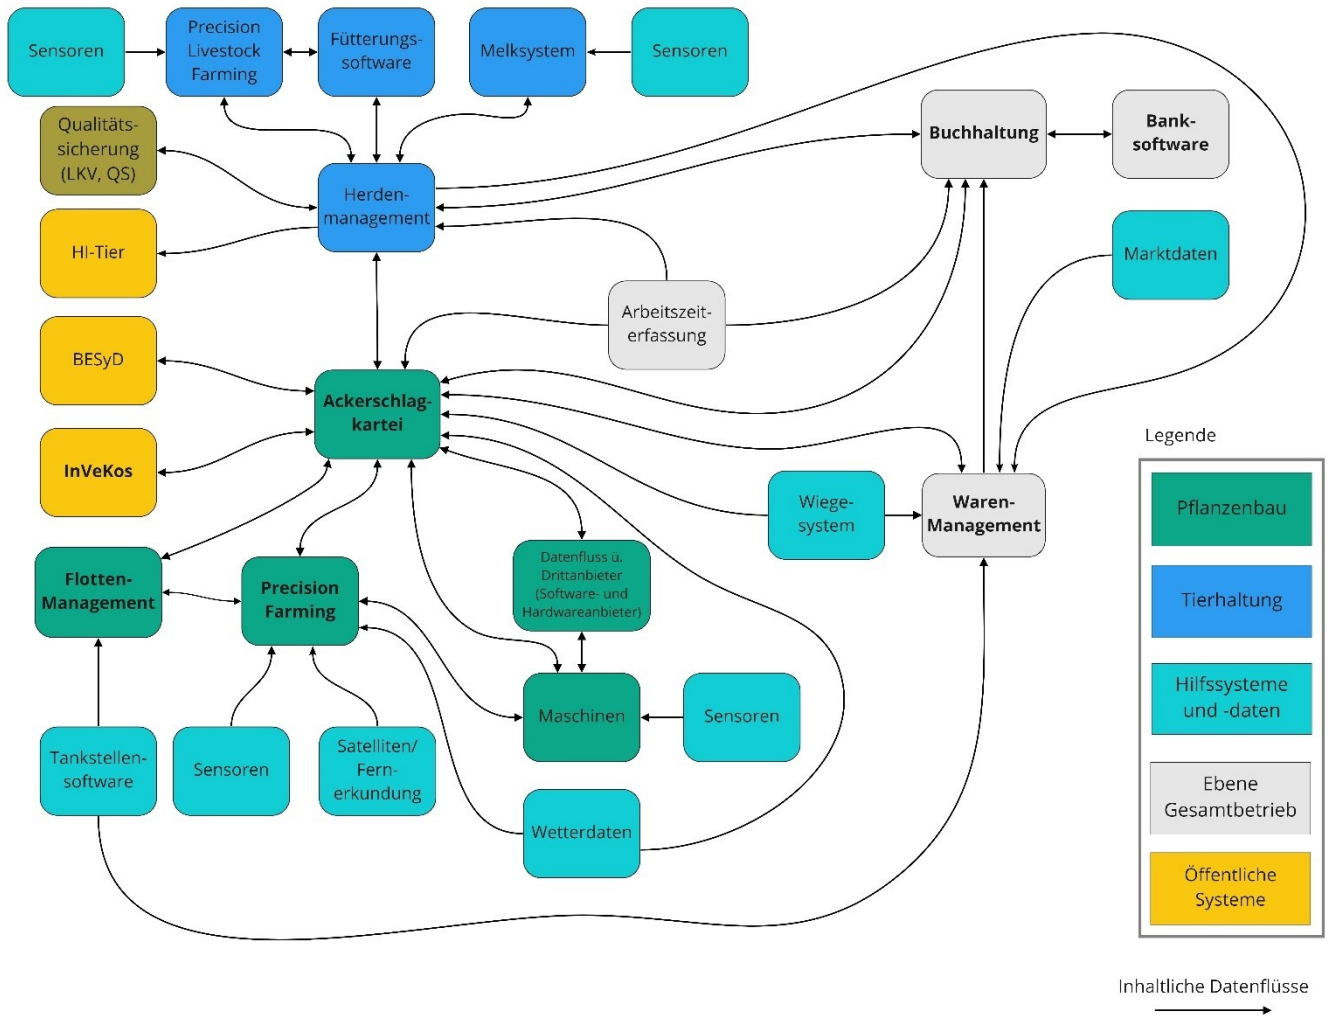 Sensoren
Precision
Livestock
Farming
Fütterungs-
software
Melksystem
Sensoren
Qualitäts-
sicherung
(LKV, QS)
Buchhaltung
Bank-
software
Herden-
management
HI-Tier
Marktdaten
Arbeitszeit-
erfassung
BESyD
Ackerschlag-
kartei
InVeKos
Wiege-
system
Waren-
Management
Flotten-
Management
Precision
Farming
Datenfluss ü.
Drittanbieter
(Software- und
Hardwareanbieter)
Maschinen
Sensoren
Tankstellen-
software
Sensoren
Satelliten/
Fern-
erkundung
Wetterdaten
Legende
Pflanzenbau
Tierhaltung
Hilfssysteme
und -daten
Ebene
Gesamtbetrieb
Öffentliche
Systeme
Inhaltliche Datenflüsse